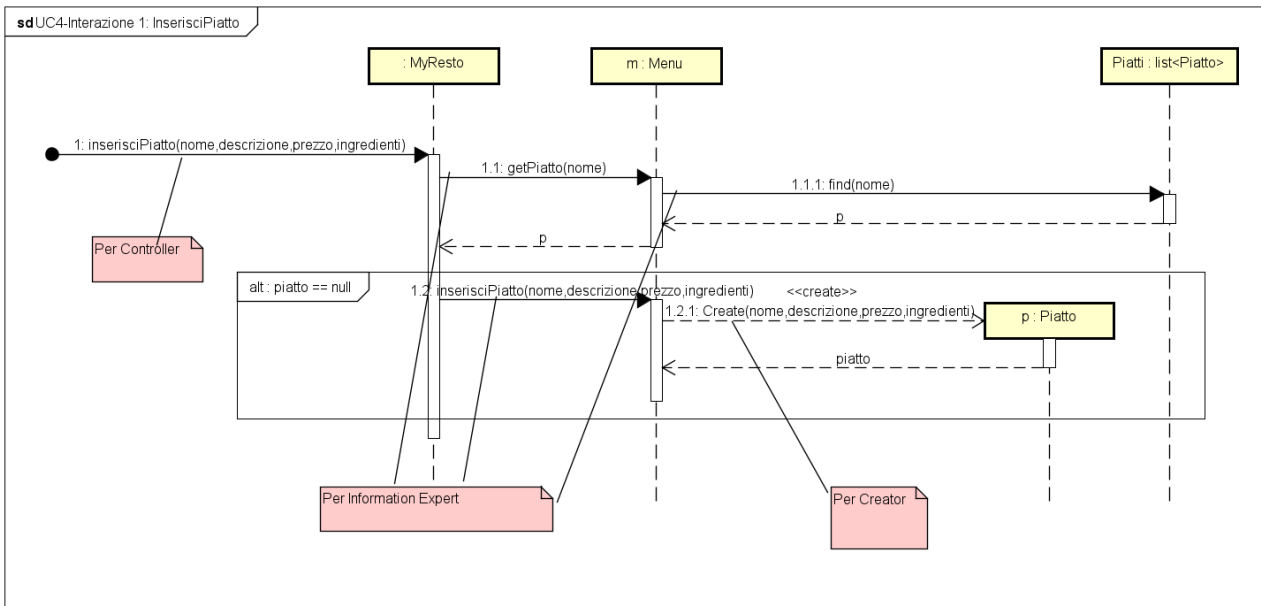 sd UC4-Interazione 1: InserisciPiatto
: MyResto
m : Menu
Piatti : list<Piatto>
1: inserisciPiatto(nome,descrizione,prezzo,ingredienti)
1.1: getPiatto(nome)
1.1.1: find(nome)
p
p
Per Controller
alt : piatto == null
1.2: inserisciPiatto(nome,descrizione,prezzo,ingredienti)
<<create>>
1.2.1: Create(nome,descrizione,prezzo,ingredienti)
p : Piatto
piatto
Per Information Expert
Per Creator